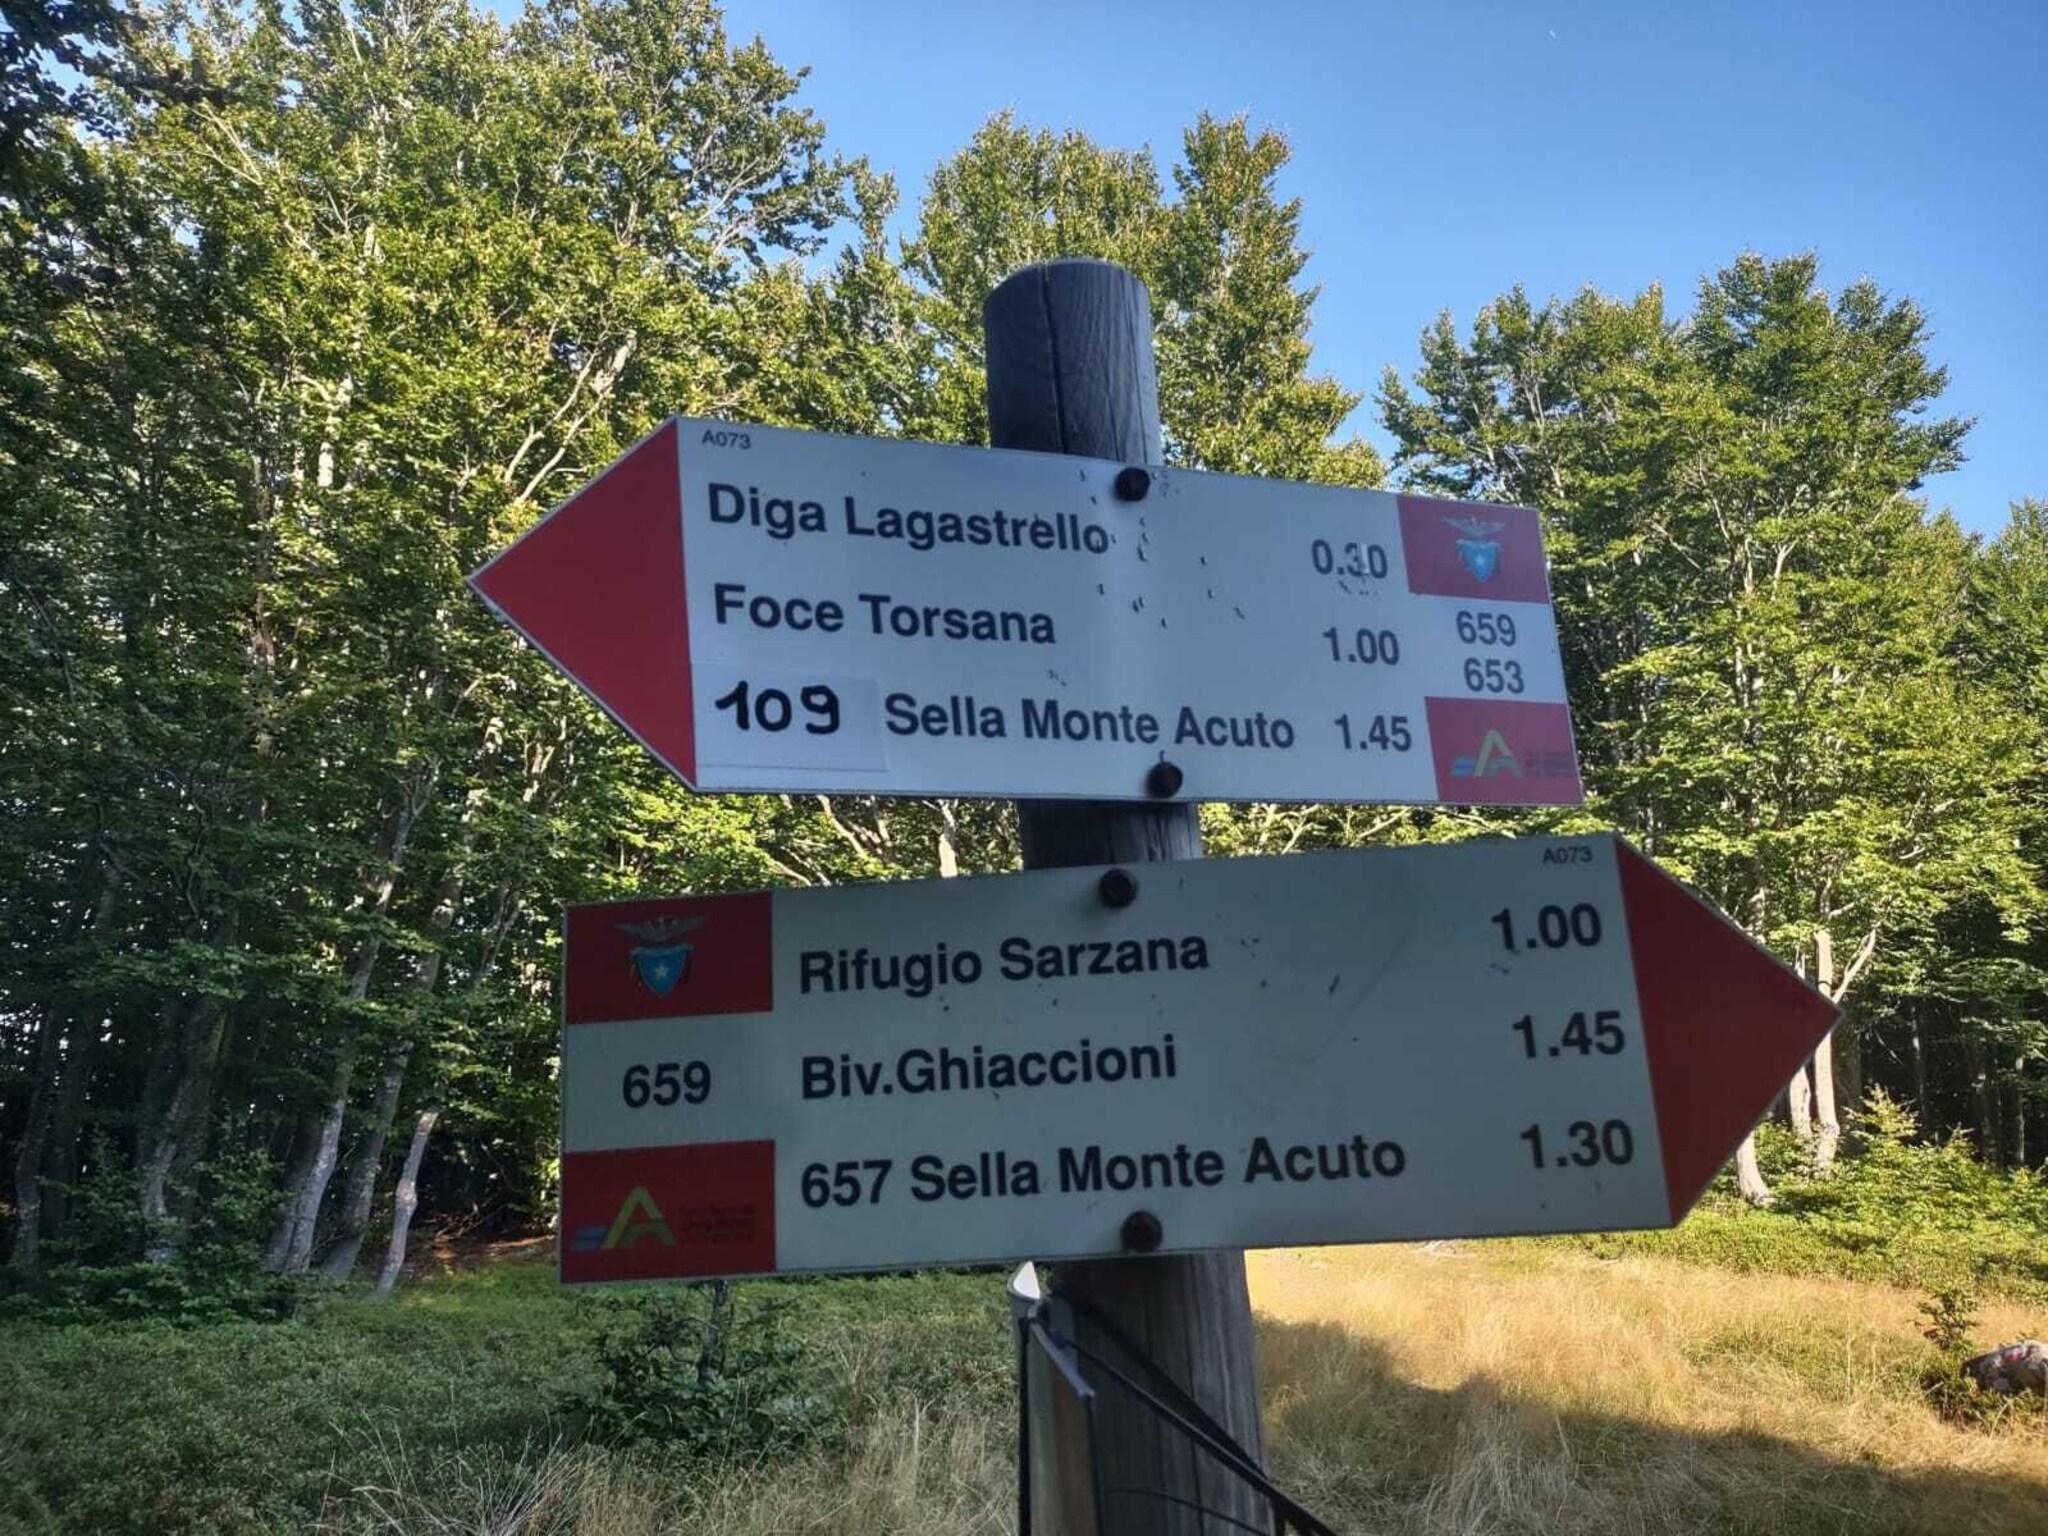 A073
Diga Lagastrello 0.30
Foce Torsana 1.00
109 Sella Monte Acuto 1.45
659
653
A073
Rifugio Sarzana 1.00
Biv.Ghiaccioni 1.45
657 Sella Monte Acuto 1.30
659